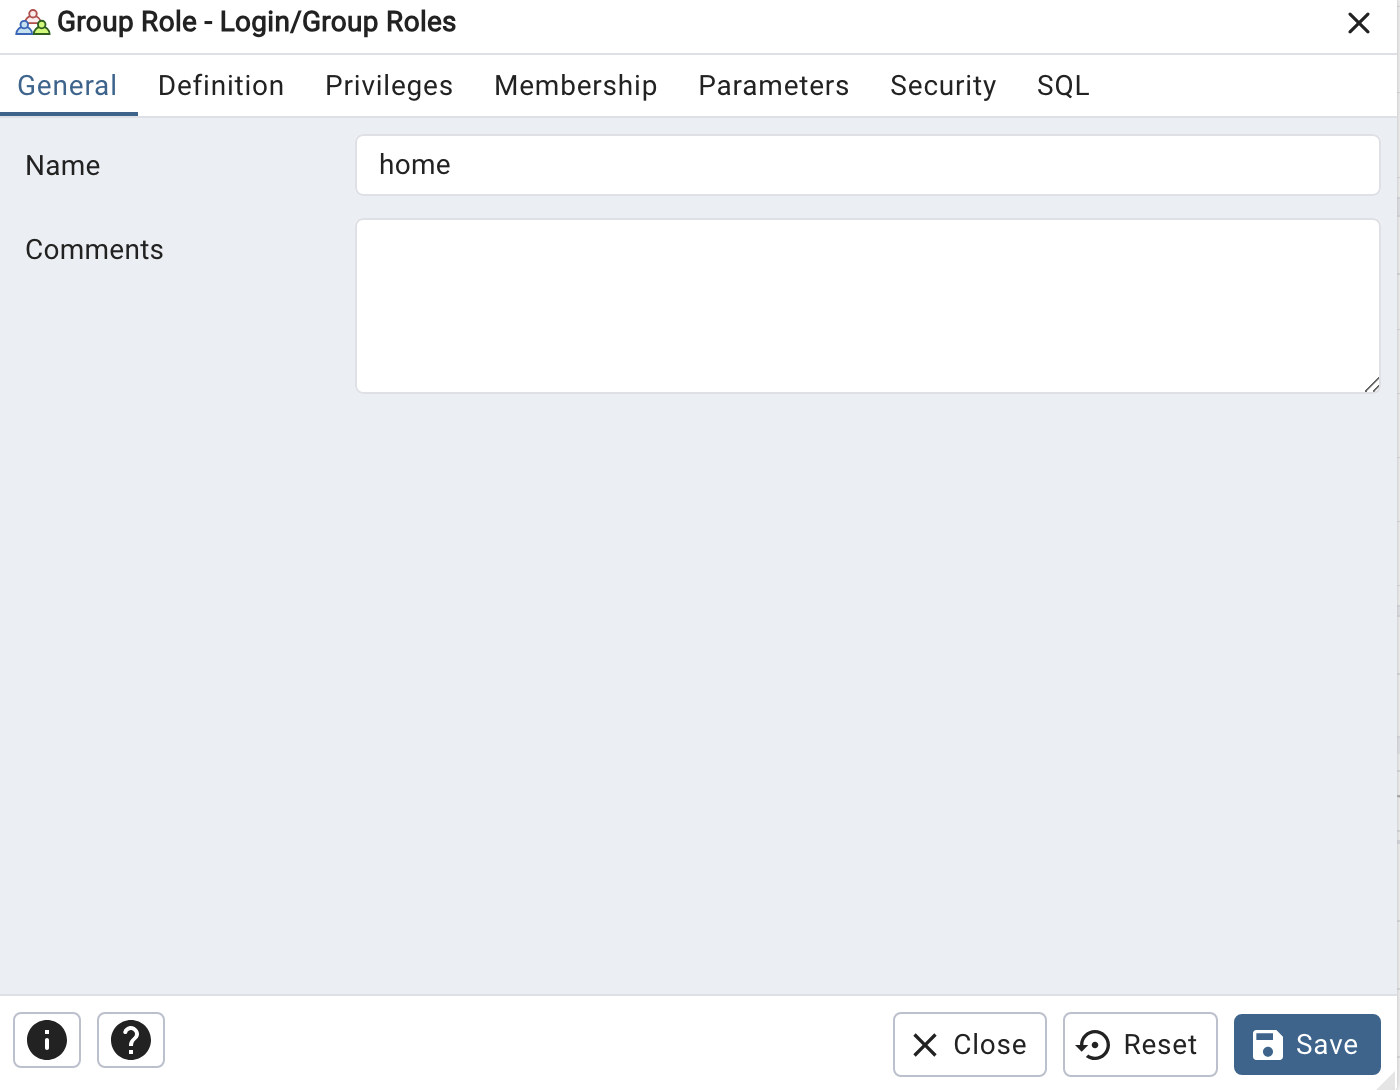 Group Role - Login/Group Roles
General Definition Privileges Membership Parameters Security SQL
Name home
Comments
Close Reset Save